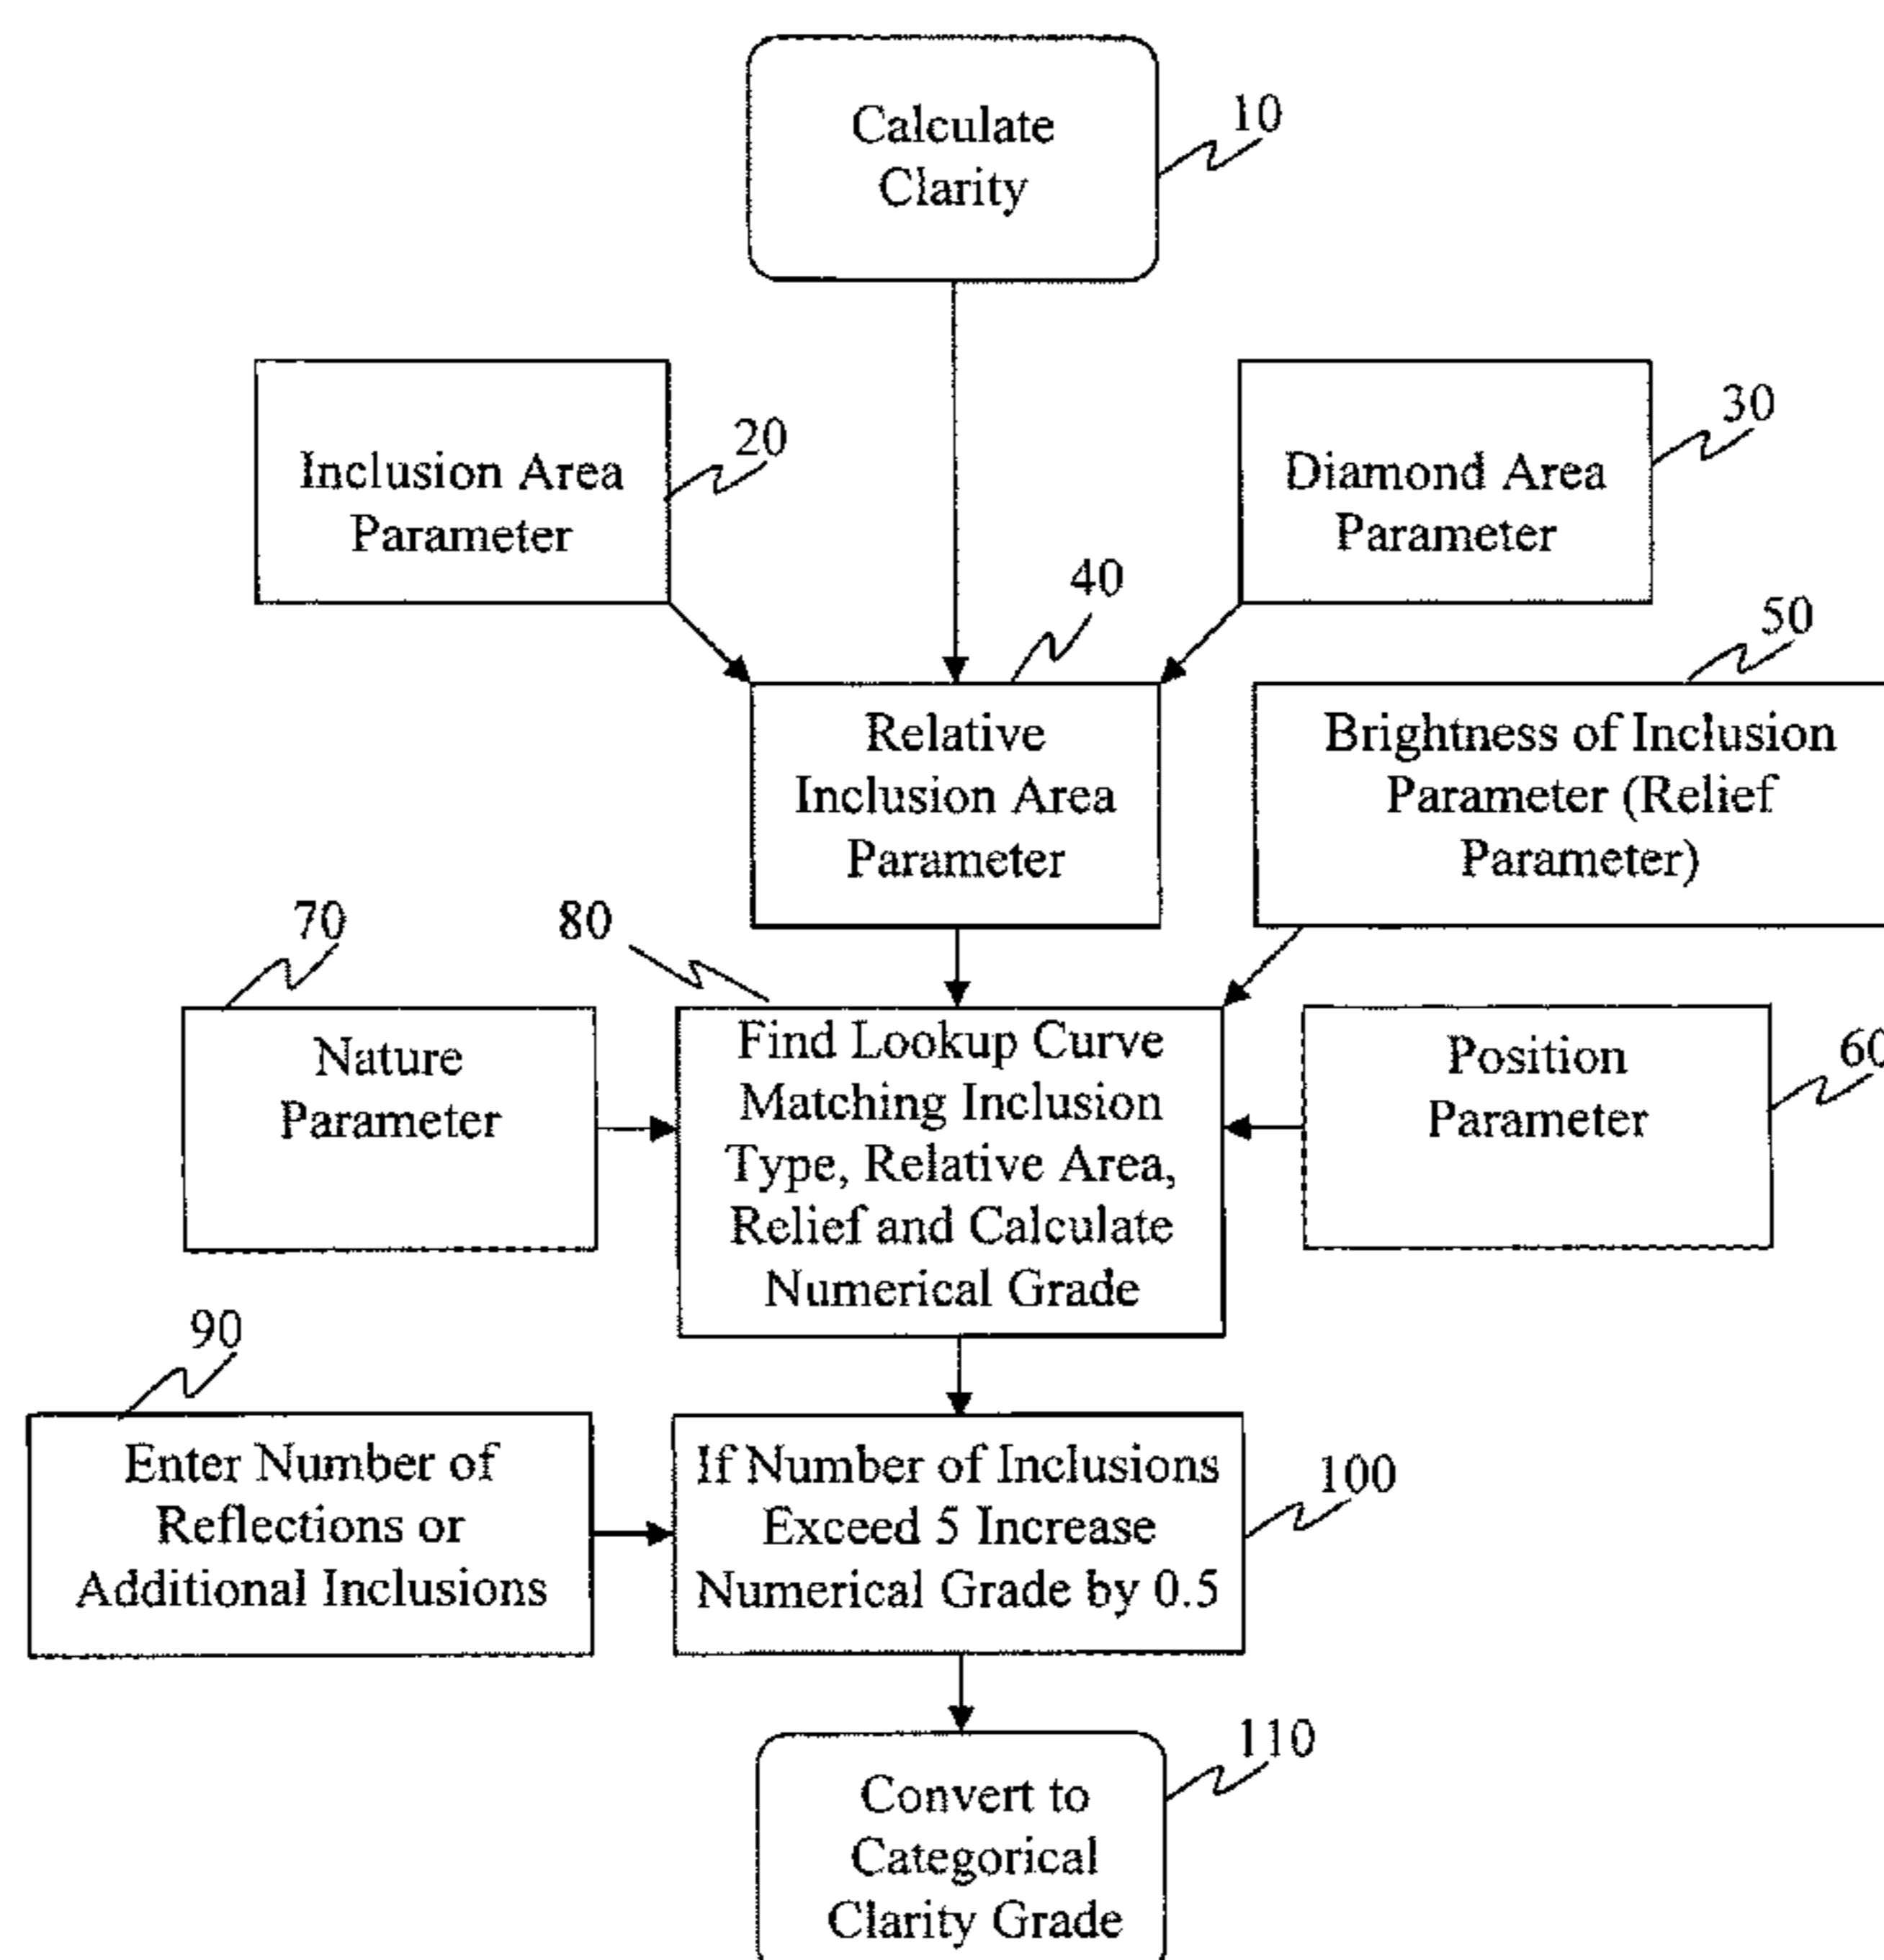 Calculate
Clarity
10
Inclusion Area
Parameter
20
Diamond Area
Parameter
30
40
Relative
Inclusion Area
Parameter
50
Brightness of Inclusion
Parameter (Relief
Parameter)
70
Nature
Parameter
80
Find Lookup Curve
Matching Inclusion
Type, Relative Area,
Relief and Calculate
Numerical Grade
Position
Parameter
60
90
Enter Number of
Reflections or
Additional Inclusions
If Number of Inclusions
Exceed 5 Increase
Numerical Grade by 0.5
100
Convert to
Categorical
Clarity Grade
110